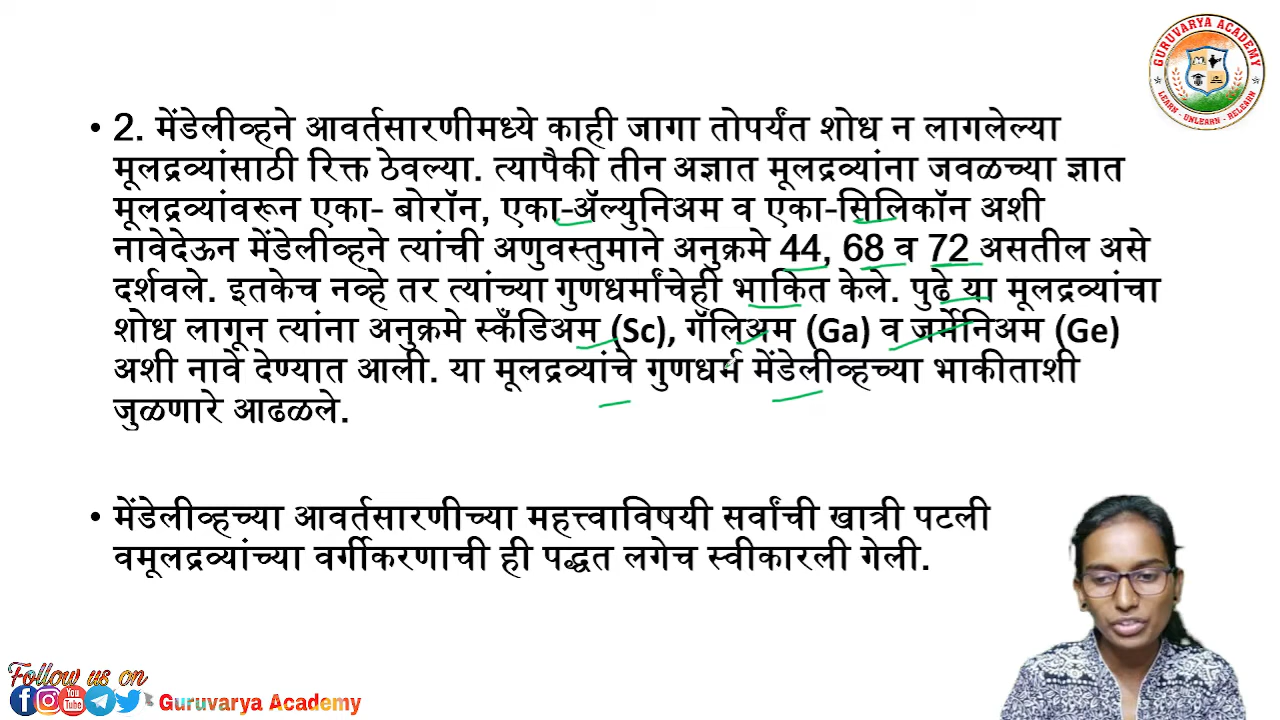 GURUVARYA ACADEMY
LEARN - UNLEARN - RELEARN
• 2. मेंडेलीव्हने आवर्तसारणीमध्ये काही जागा तोपर्यंत शोध न लागलेल्या
मूलद्रव्यांसाठी रिक्त ठेवल्या. त्यापैकी तीन अज्ञात मूलद्रव्यांना जवळच्या ज्ञात
मूलद्रव्यांवरून एका- बोरॉन, एका-ॲल्युनिअम व एका-सिलिकॉन अशी
नावेदेऊन मेंडेलीव्हने त्यांची अणुवस्तुमाने अनुक्रमे 44, 68 व 72 असतील असे
दर्शवले. इतकेच नव्हे तर त्यांच्या गुणधर्मांचेही भाकित केले. पुढे या मूलद्रव्यांचा
शोध लागून त्यांना अनुक्रमे स्कँडिअम (Sc), गॅलिअम (Ga) व जर्मेनिअम (Ge)
अशी नावे देण्यात आली. या मूलद्रव्यांचे गुणधर्म मेंडेलीव्हच्या भाकीताशी
जुळणारे आढळले.
• मेंडेलीव्हच्या आवर्तसारणीच्या महत्त्वाविषयी सर्वांची खात्री पटली
वमूलद्रव्यांच्या वर्गीकरणाची ही पद्धत लगेच स्वीकारली गेली.
Follow us on
You Tube
Guruvarya Academy